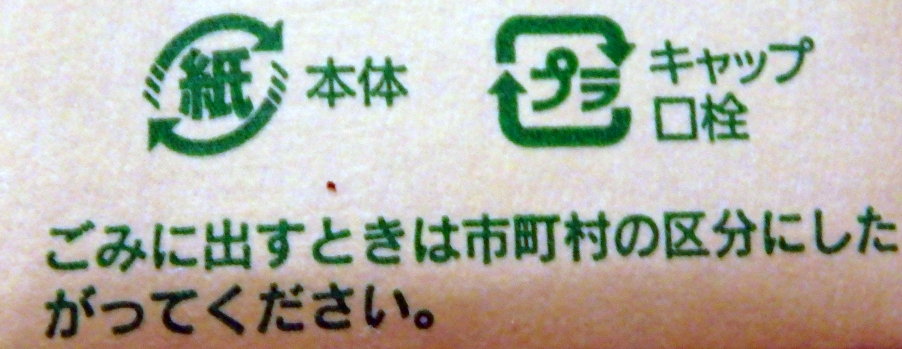 紙 本体
プラ キャップ
口栓
ごみに出すときは市町村の区分にした
がってください。